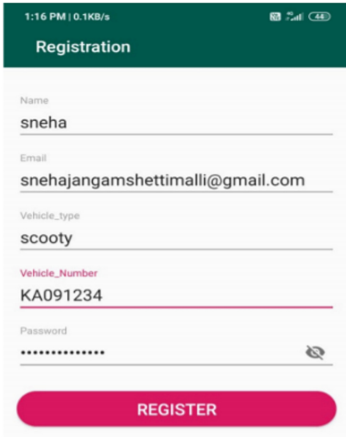 1:16 PM | 0.1KB/s 44
Registration
Name
sneha
Email
snehajangamshettimalli@gmail.com
Vehicle_type
scooty
Vehicle_Number
KA091234
Password
••••••••••••••
REGISTER